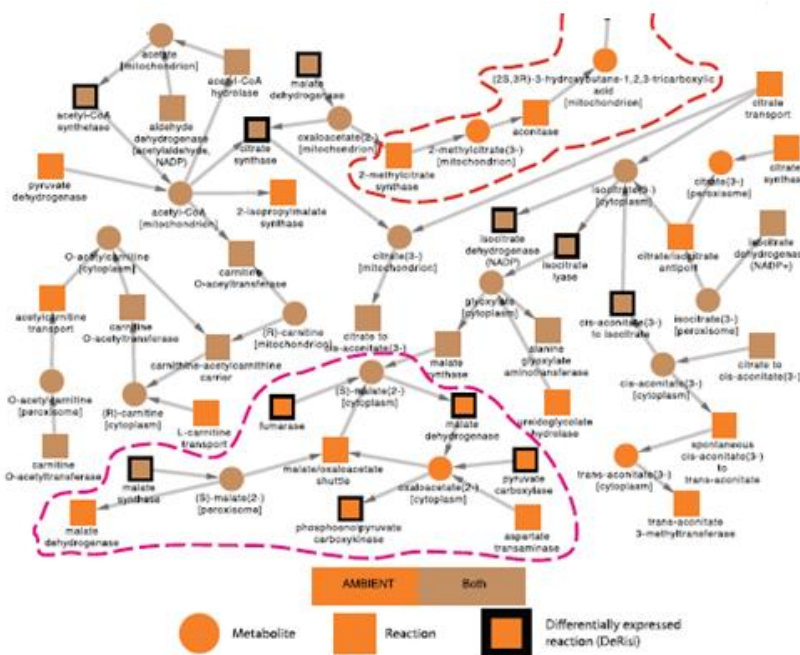 acetate
[mitochondrion]
acetyl-CoA
hydrolase
malate
dehydrogenase
(2S,3R)-3-hydroxybutane-1,2,3-tricarboxylic
acid
[mitochondrion]
citrate
transport
acetyl-CoA
synthetase
aldehyde
dehydrogenase
(acetylaldehyde,
NADP)
citrate
synthase
oxaloacetate(2-)
[mitochondrion]
aconitase
2-methylcitrate(3-)
[mitochondrion]
2-methylcitrate
synthase
pyruvate
dehydrogenase
acetyl-CoA
[mitochondrion]
2-isopropylmalate
synthase
isocitrate(3-)
[cytoplasm]
citrate(3-)
[peroxisome]
citrate
synthas
O-acetylcarnitine
[cytoplasm]
carnitine
O-aceyltransferase
citrate(3-)
[mitochondrion]
isocitrate
dehydrogenase
(NADP)
isocitrate
lyase
citrate/isocitrate
antiport
isocitrate
dehydrogenase
(NADP+)
acetylcarnitine
transport
carnitine
O-acetyltransferase
(R)-carnitine
[mitochondrion]
citrate to
cis-aconitate(3-)
glyoxylate
[cytoplasm]
cis-aconitate(3-)
to isocitrate
isocitrate(3-)
[peroxisome]
carnithine-acetylcarnithine
carrier
malate
synthase
alanine
glyoxylate
aminotransferase
O-acetylcarnitine
[peroxisome]
(R)-carnitine
[cytoplasm]
L-carnitine
transport
(S)-malate(2-)
[cytoplasm]
cis-aconitate(3-)
[cytoplasm]
citrate to
cis-aconitate(3-)
fumarase
malate
dehydrogenase
ureidoglycolate
hydrolase
carnitine
O-acetyltransferase
malate
synthase
(S)-malate(2-)
[peroxisome]
malate/oxaloacetate
shuttle
oxaloacetate(2-)
[cytoplasm]
pyruvate
carboxylase
trans-aconitate(3-)
[cytoplasm]
spontaneous
cis-aconitate(3-)
to
trans-aconitate
malate
dehydrogenase
phosphoenolpyruvate
carboxykinase
aspartate
transaminase
trans-aconitate
3-methyltransferase
AMBIENT Both
Metabolite Reaction Differentially expressed
reaction (DeRisi)